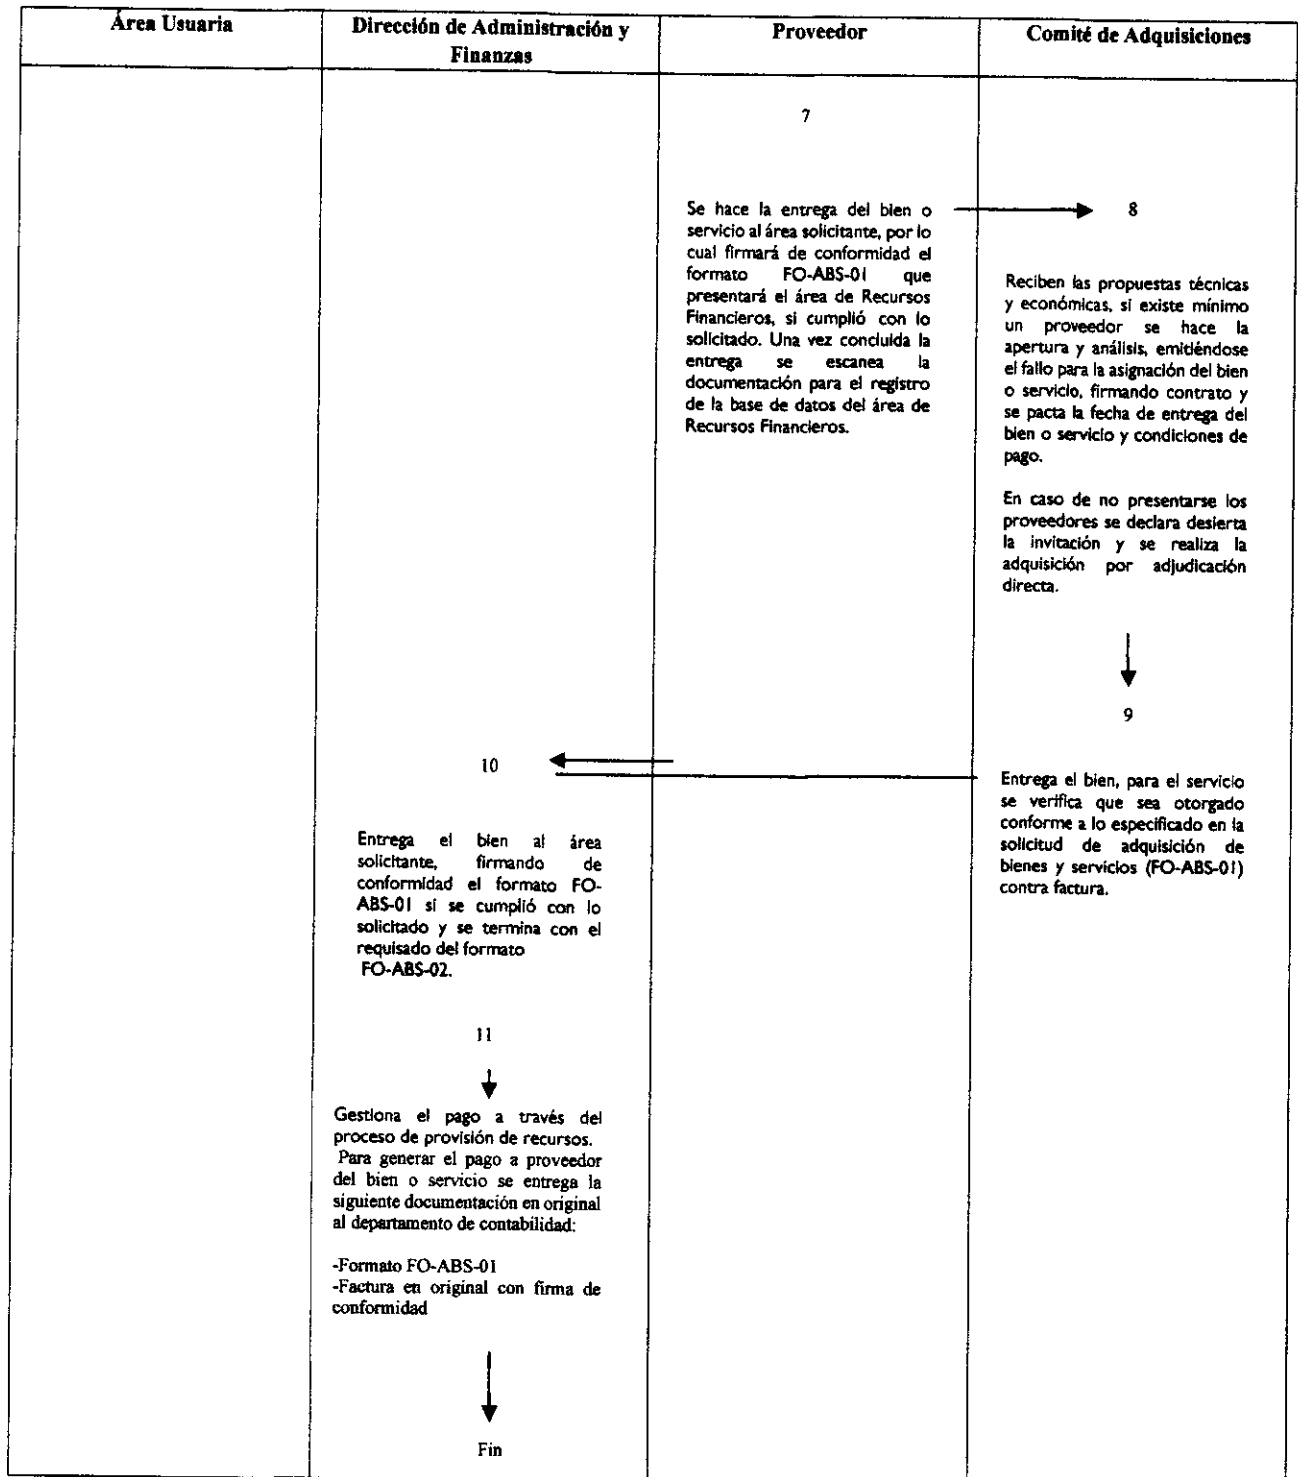 Área Usuaria
Dirección de Administración y
Finanzas
Proveedor
Comité de Adquisiciones
7
Se hace la entrega del bien o
servicio al área solicitante, por lo
cual firmará de conformidad el
formato FO-ABS-01 que
presentará el área de Recursos
Financieros, si cumplió con lo
solicitado. Una vez concluida la
entrega se escanea la
documentación para el registro
de la base de datos del área de
Recursos Financieros.
8
Reciben las propuestas técnicas
y económicas, si existe mínimo
un proveedor se hace la
apertura y análisis, emitiéndose
el fallo para la asignación del bien
o servicio, firmando contrato y
se pacta la fecha de entrega del
bien o servicio y condiciones de
pago.
En caso de no presentarse los
proveedores se declara desierta
la invitación y se realiza la
adquisición por adjudicación
directa.
9
Entrega el bien, para el servicio
se verifica que sea otorgado
conforme a lo especificado en la
solicitud de adquisición de
bienes y servicios (FO-ABS-01)
contra factura.
10
Entrega el bien al área
solicitante, firmando de
conformidad el formato FO-
ABS-01 si se cumplió con lo
solicitado y se termina con el
requisado del formato
FO-ABS-02.
11
Gestiona el pago a través del
proceso de provisión de recursos.
Para generar el pago a proveedor
del bien o servicio se entrega la
siguiente documentación en original
al departamento de contabilidad:
-Formato FO-ABS-01
-Factura en original con firma de
conformidad
Fin